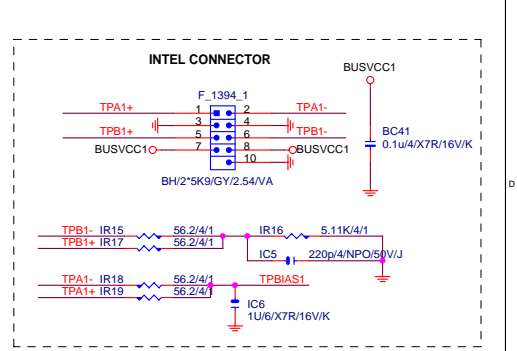 INTEL CONNECTOR
BUSVCC1
F_1394_1
TPA1+ 1 2 TPA1-
3 4
TPB1+ 5 6 TPB1-
BUSVCC1 7 8 BUSVCC1
10
BH/2*5K9/GY/2.54/VA
BC41
0.1u/4/X7R/16V/K
D
TPB1- IR15 56.2/4/1 IR16 5.11K/4/1
TPB1+ IR17 56.2/4/1
IC5 220p/4/NPO/50V/J
TPA1- IR18 56.2/4/1 TPBIAS1
TPA1+ IR19 56.2/4/1
IC6
1U/6/X7R/16V/K